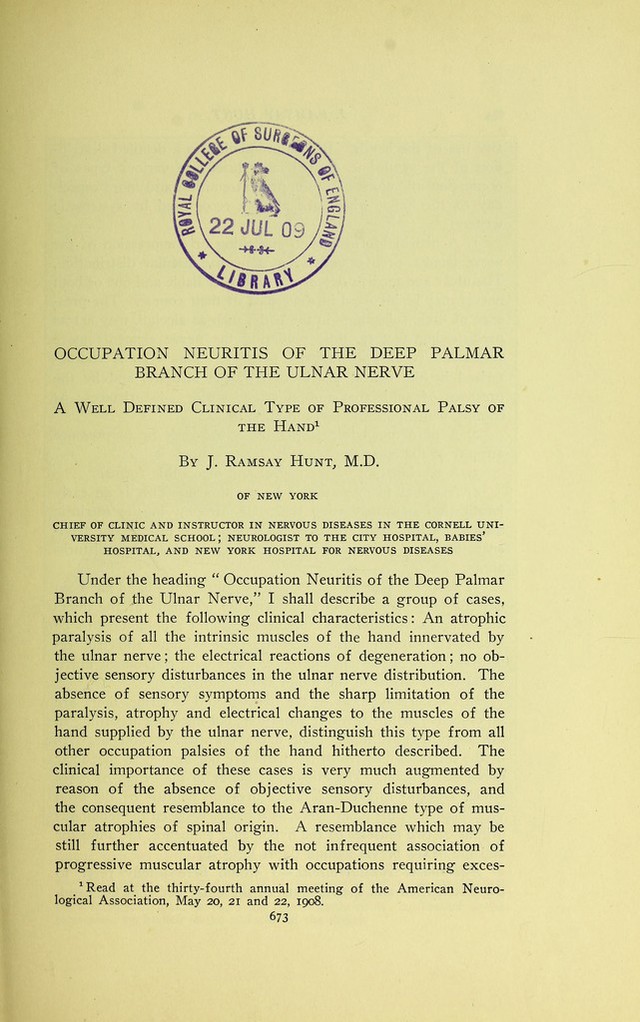 ROYAL COLLEGE OF SURGEONS OF ENGLAND
22 JUL 09
* LIBRARY *
OCCUPATION NEURITIS OF THE DEEP PALMAR
BRANCH OF THE ULNAR NERVE
A Well Defined Clinical Type of Professional Palsy of
the Hand¹
By J. Ramsay Hunt, M.D.
OF NEW YORK
CHIEF OF CLINIC AND INSTRUCTOR IN NERVOUS DISEASES IN THE CORNELL UNI-
VERSITY MEDICAL SCHOOL; NEUROLOGIST TO THE CITY HOSPITAL, BABIES'
HOSPITAL, AND NEW YORK HOSPITAL FOR NERVOUS DISEASES
Under the heading “ Occupation Neuritis of the Deep Palmar
Branch of the Ulnar Nerve,” I shall describe a group of cases,
which present the following clinical characteristics: An atrophic
paralysis of all the intrinsic muscles of the hand innervated by
the ulnar nerve; the electrical reactions of degeneration; no ob-
jective sensory disturbances in the ulnar nerve distribution. The
absence of sensory symptoms and the sharp limitation of the
paralysis, atrophy and electrical changes to the muscles of the
hand supplied by the ulnar nerve, distinguish this type from all
other occupation palsies of the hand hitherto described. The
clinical importance of these cases is very much augmented by
reason of the absence of objective sensory disturbances, and
the consequent resemblance to the Aran-Duchenne type of mus-
cular atrophies of spinal origin. A resemblance which may be
still further accentuated by the not infrequent association of
progressive muscular atrophy with occupations requiring exces-
¹ Read at the thirty-fourth annual meeting of the American Neuro-
logical Association, May 20, 21 and 22, 1908.
673